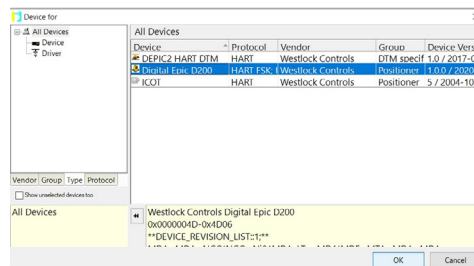 Device for
All Devices
Device
Driver
Vendor Group Type Protocol
Show unselected devices too
All Devices
Device Protocol Vendor Group Device Vers
DEPIC2 HART DTM HART Westlock Controls DTM specif 1.0 / 2017-0
Digital Epic D200 HART FSK; Westlock Controls Positioner 1.0.0 / 2020
ICOT HART Westlock Controls Positioner 5 / 2004-10
All Devices
Westlock Controls Digital Epic D200
0x0000004D-0x4D06
**DEVICE_REVISION_LIST::1;**
OK Cancel